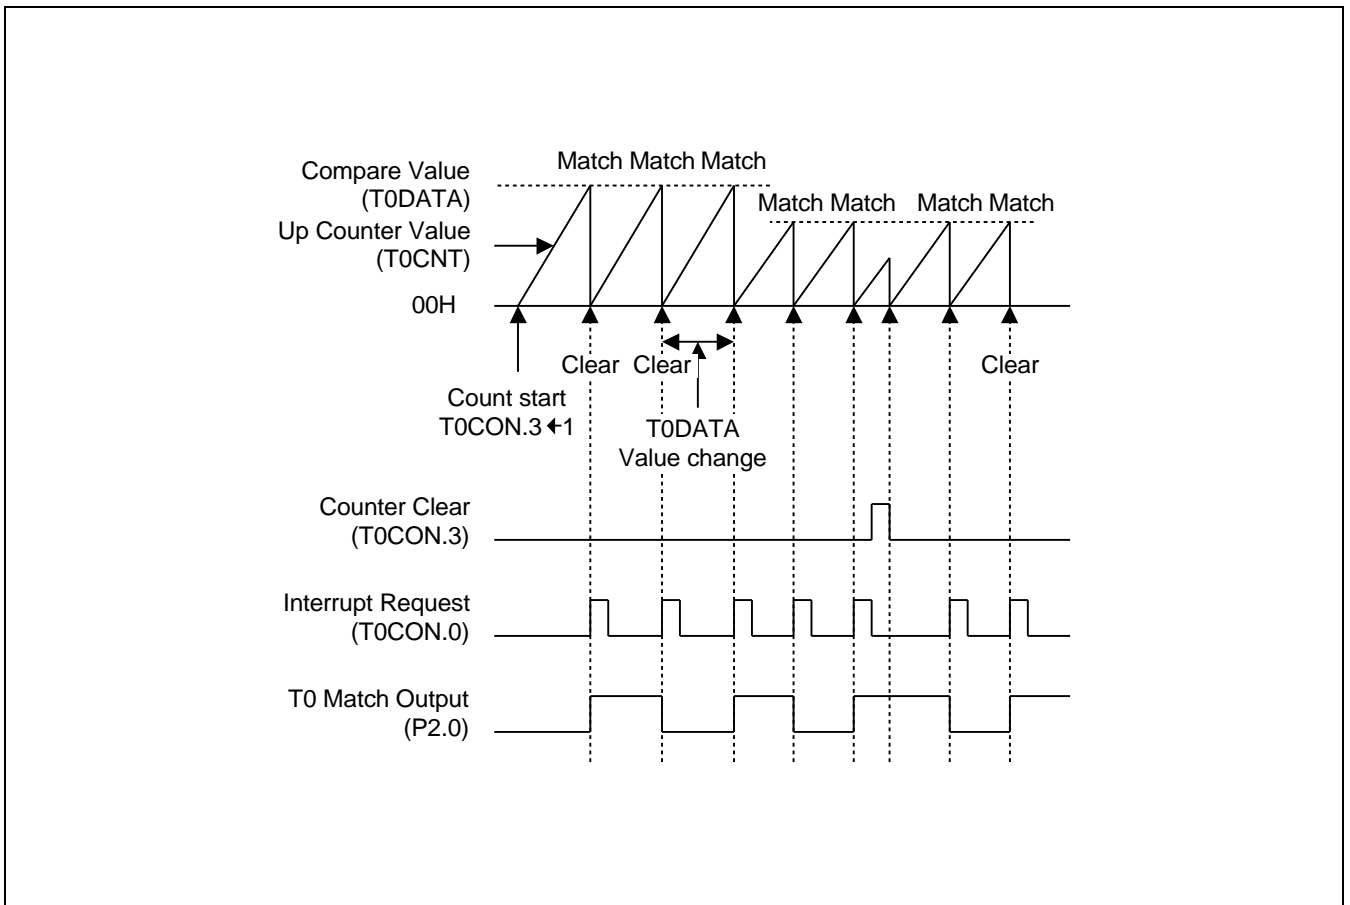 Compare Value
(T0DATA)
Match Match Match
Match Match
Match Match
Up Counter Value
(T0CNT)
00H
Clear
Clear
Clear
Count start
T0CON.3 ←1
T0DATA
Value change
Counter Clear
(T0CON.3)
Interrupt Request
(T0CON.0)
T0 Match Output
(P2.0)